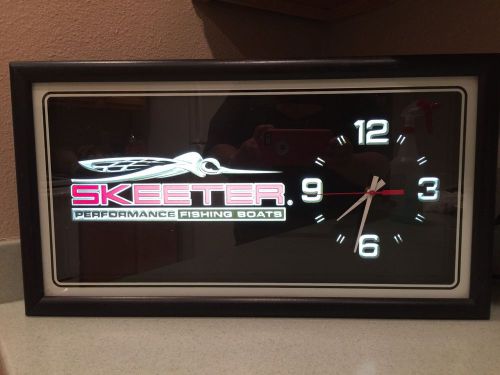 SKEETER.
PERFORMANCE FISHING BOATS
12
9 3
6